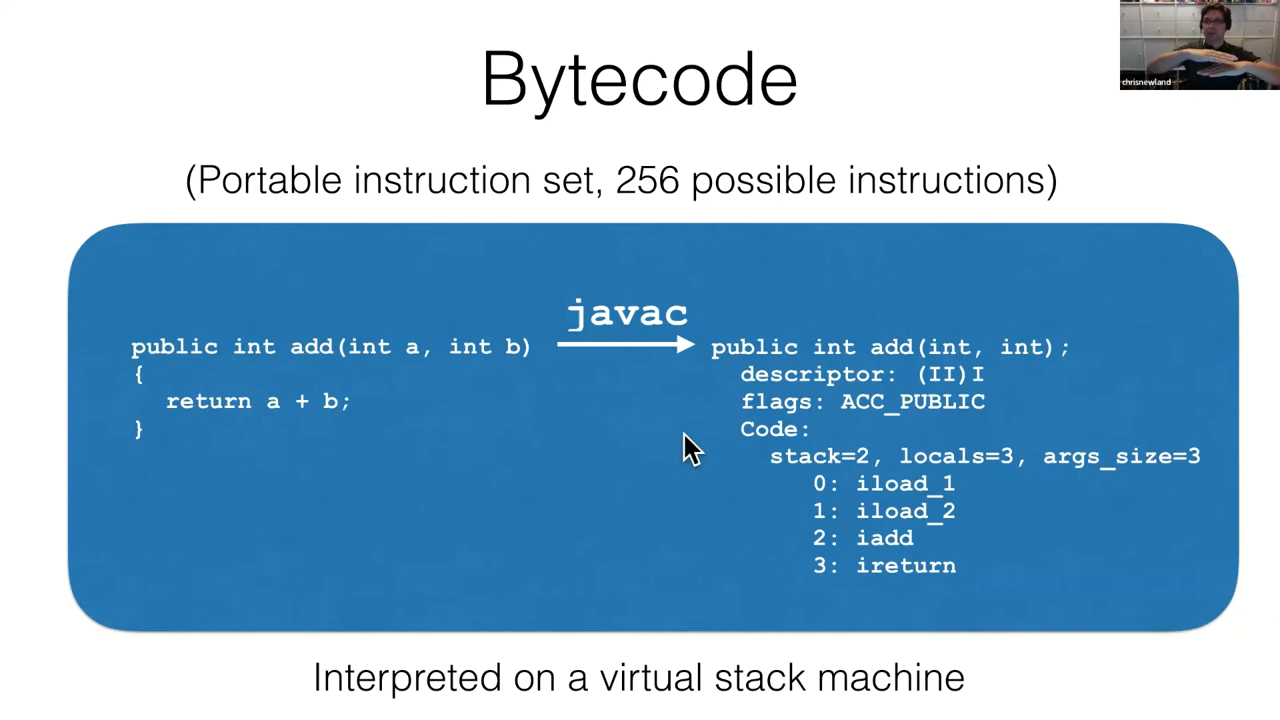 Bytecode
chrisnewland
(Portable instruction set, 256 possible instructions)
javac
public int add(int a, int b)
{
return a + b;
}
public int add(int, int);
descriptor: (II)I
flags: ACC_PUBLIC
Code:
stack=2, locals=3, args_size=3
0: iload_1
1: iload_2
2: iadd
3: ireturn
Interpreted on a virtual stack machine